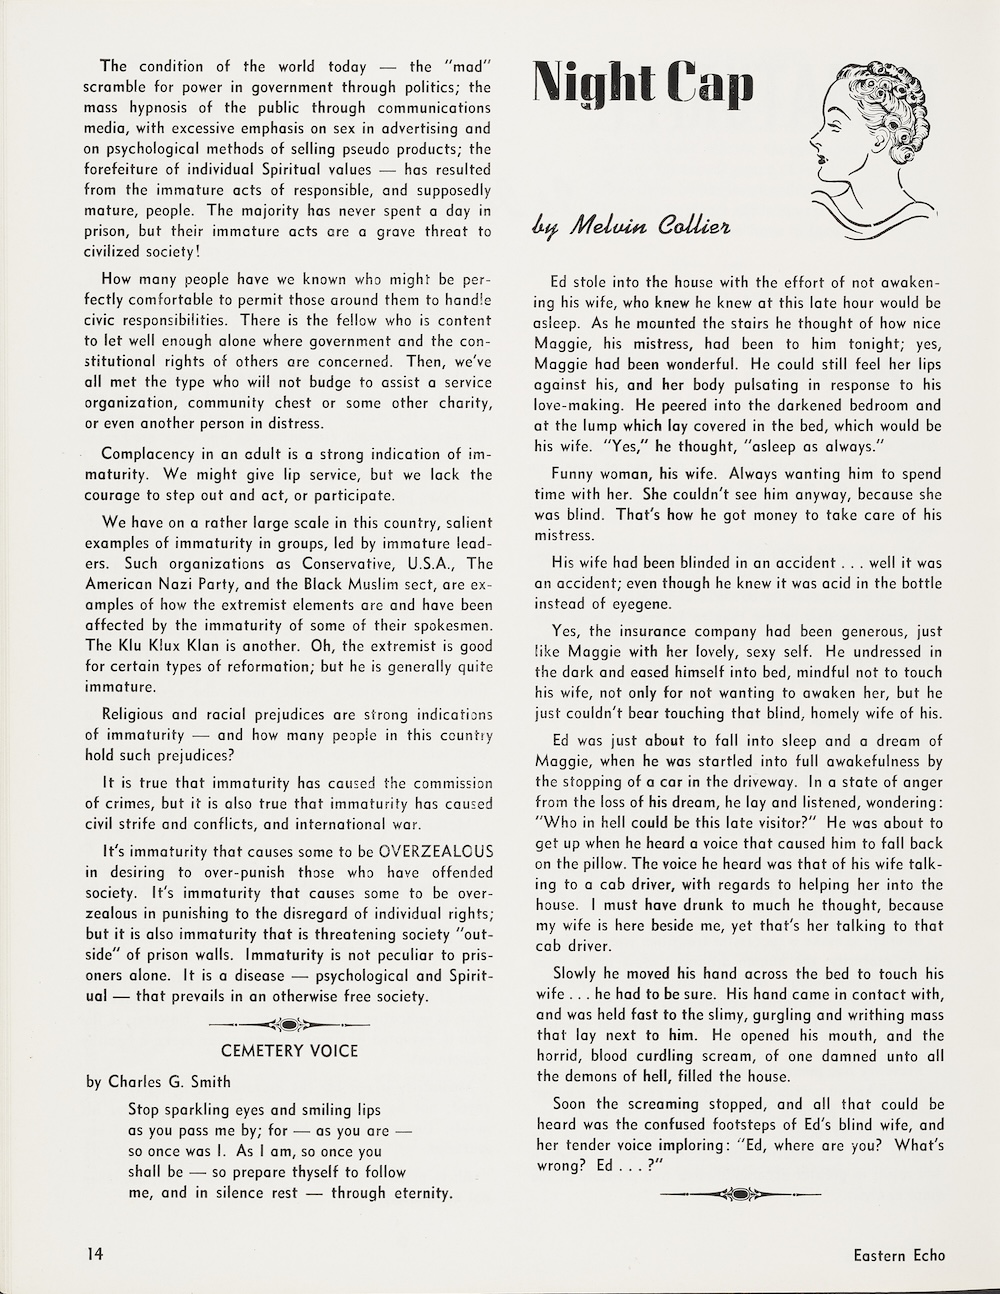 The condition of the world today — the "mad"
scramble for power in government through politics; the
mass hypnosis of the public through communications
media, with excessive emphasis on sex in advertising and
on psychological methods of selling pseudo products; the
forefeiture of individual Spiritual values — has resulted
from the immature acts of responsible, and supposedly
mature, people. The majority has never spent a day in
prison, but their immature acts are a grave threat to
civilized society!
How many people have we known who might be per-
fectly comfortable to permit those around them to handle
civic responsibilities. There is the fellow who is content
to let well enough alone where government and the con-
stitutional rights of others are concerned. Then, we've
all met the type who will not budge to assist a service
organization, community chest or some other charity,
or even another person in distress.
Complacency in an adult is a strong indication of im-
maturity. We might give lip service, but we lack the
courage to step out and act, or participate.
We have on a rather large scale in this country, salient
examples of immaturity in groups, led by immature lead-
ers. Such organizations as Conservative, U.S.A., The
American Nazi Party, and the Black Muslim sect, are ex-
amples of how the extremist elements are and have been
affected by the immaturity of some of their spokesmen.
The Klu Klux Klan is another. Oh, the extremist is good
for certain types of reformation; but he is generally quite
immature.
Religious and racial prejudices are strong indications
of immaturity — and how many people in this country
hold such prejudices?
It is true that immaturity has caused the commission
of crimes, but it is also true that immaturity has caused
civil strife and conflicts, and international war.
It's immaturity that causes some to be OVERZEALOUS
in desiring to over-punish those who have offended
society. It's immaturity that causes some to be over-
zealous in punishing to the disregard of individual rights;
but it is also immaturity that is threatening society "out-
side" of prison walls. Immaturity is not peculiar to pris-
oners alone. It is a disease — psychological and Spirit-
ual — that prevails in an otherwise free society.
CEMETERY VOICE
by Charles G. Smith
Stop sparkling eyes and smiling lips
as you pass me by; for — as you are —
so once was I. As I am, so once you
shall be — so prepare thyself to follow
me, and in silence rest — through eternity.
14
Night Cap
by Melvin Collier
Ed stole into the house with the effort of not awaken-
ing his wife, who knew he knew at this late hour would be
asleep. As he mounted the stairs he thought of how nice
Maggie, his mistress, had been to him tonight; yes,
Maggie had been wonderful. He could still feel her lips
against his, and her body pulsating in response to his
love-making. He peered into the darkened bedroom and
at the lump which lay covered in the bed, which would be
his wife. "Yes," he thought, "asleep as always."
Funny woman, his wife. Always wanting him to spend
time with her. She couldn't see him anyway, because she
was blind. That's how he got money to take care of his
mistress.
His wife had been blinded in an accident . . . well it was
an accident; even though he knew it was acid in the bottle
instead of eyegene.
Yes, the insurance company had been generous, just
like Maggie with her lovely, sexy self. He undressed in
the dark and eased himself into bed, mindful not to touch
his wife, not only for not wanting to awaken her, but he
just couldn't bear touching that blind, homely wife of his.
Ed was just about to fall into sleep and a dream of
Maggie, when he was startled into full awakefulness by
the stopping of a car in the driveway. In a state of anger
from the loss of his dream, he lay and listened, wondering:
"Who in hell could be this late visitor?" He was about to
get up when he heard a voice that caused him to fall back
on the pillow. The voice he heard was that of his wife talk-
ing to a cab driver, with regards to helping her into the
house. I must have drunk to much he thought, because
my wife is here beside me, yet that's her talking to that
cab driver.
Slowly he moved his hand across the bed to touch his
wife . . . he had to be sure. His hand came in contact with,
and was held fast to the slimy, gurgling and writhing mass
that lay next to him. He opened his mouth, and the
horrid, blood curdling scream, of one damned unto all
the demons of hell, filled the house.
Soon the screaming stopped, and all that could be
heard was the confused footsteps of Ed's blind wife, and
her tender voice imploring: "Ed, where are you? What's
wrong? Ed . . . ?"
Eastern Echo